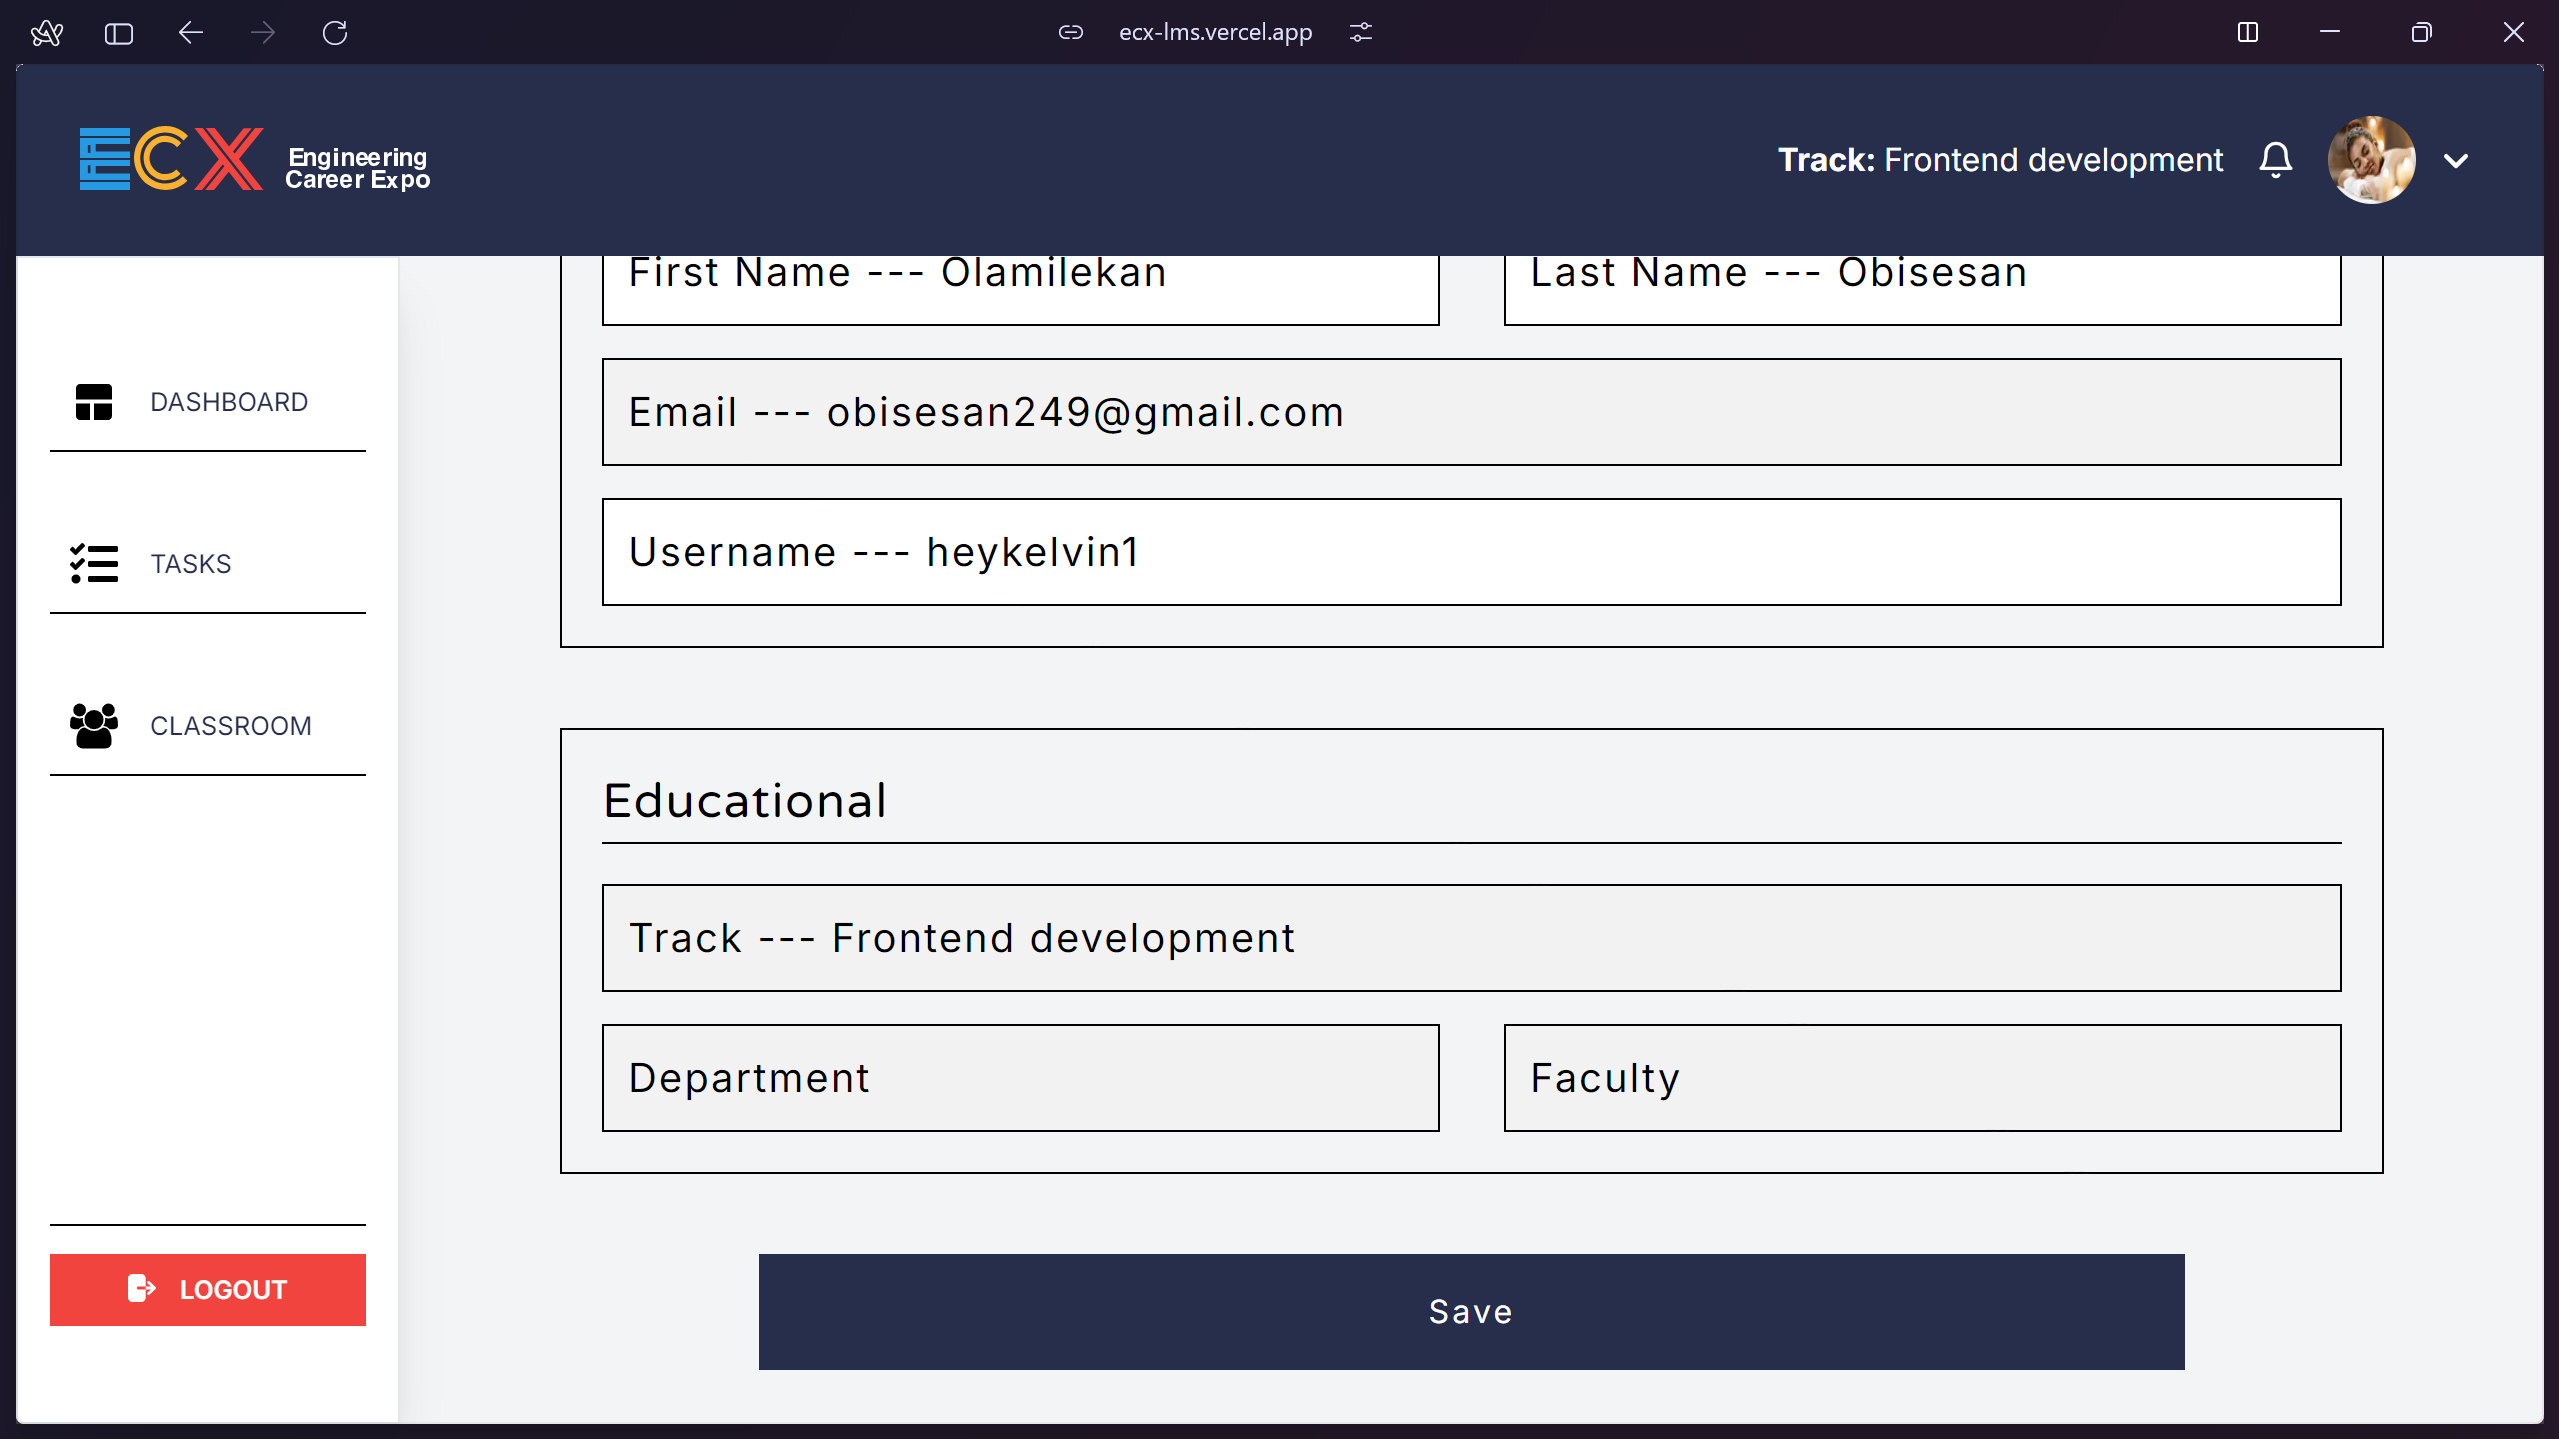 ecx-lms.vercel.app
ECX Engineering
Career Expo
Track: Frontend development
First Name --- Olamilekan
Last Name --- Obisesan
DASHBOARD
Email --- obisesan249@gmail.com
Username --- heykelvin1
TASKS
CLASSROOM
Educational
Track --- Frontend development
Department
Faculty
LOGOUT
Save